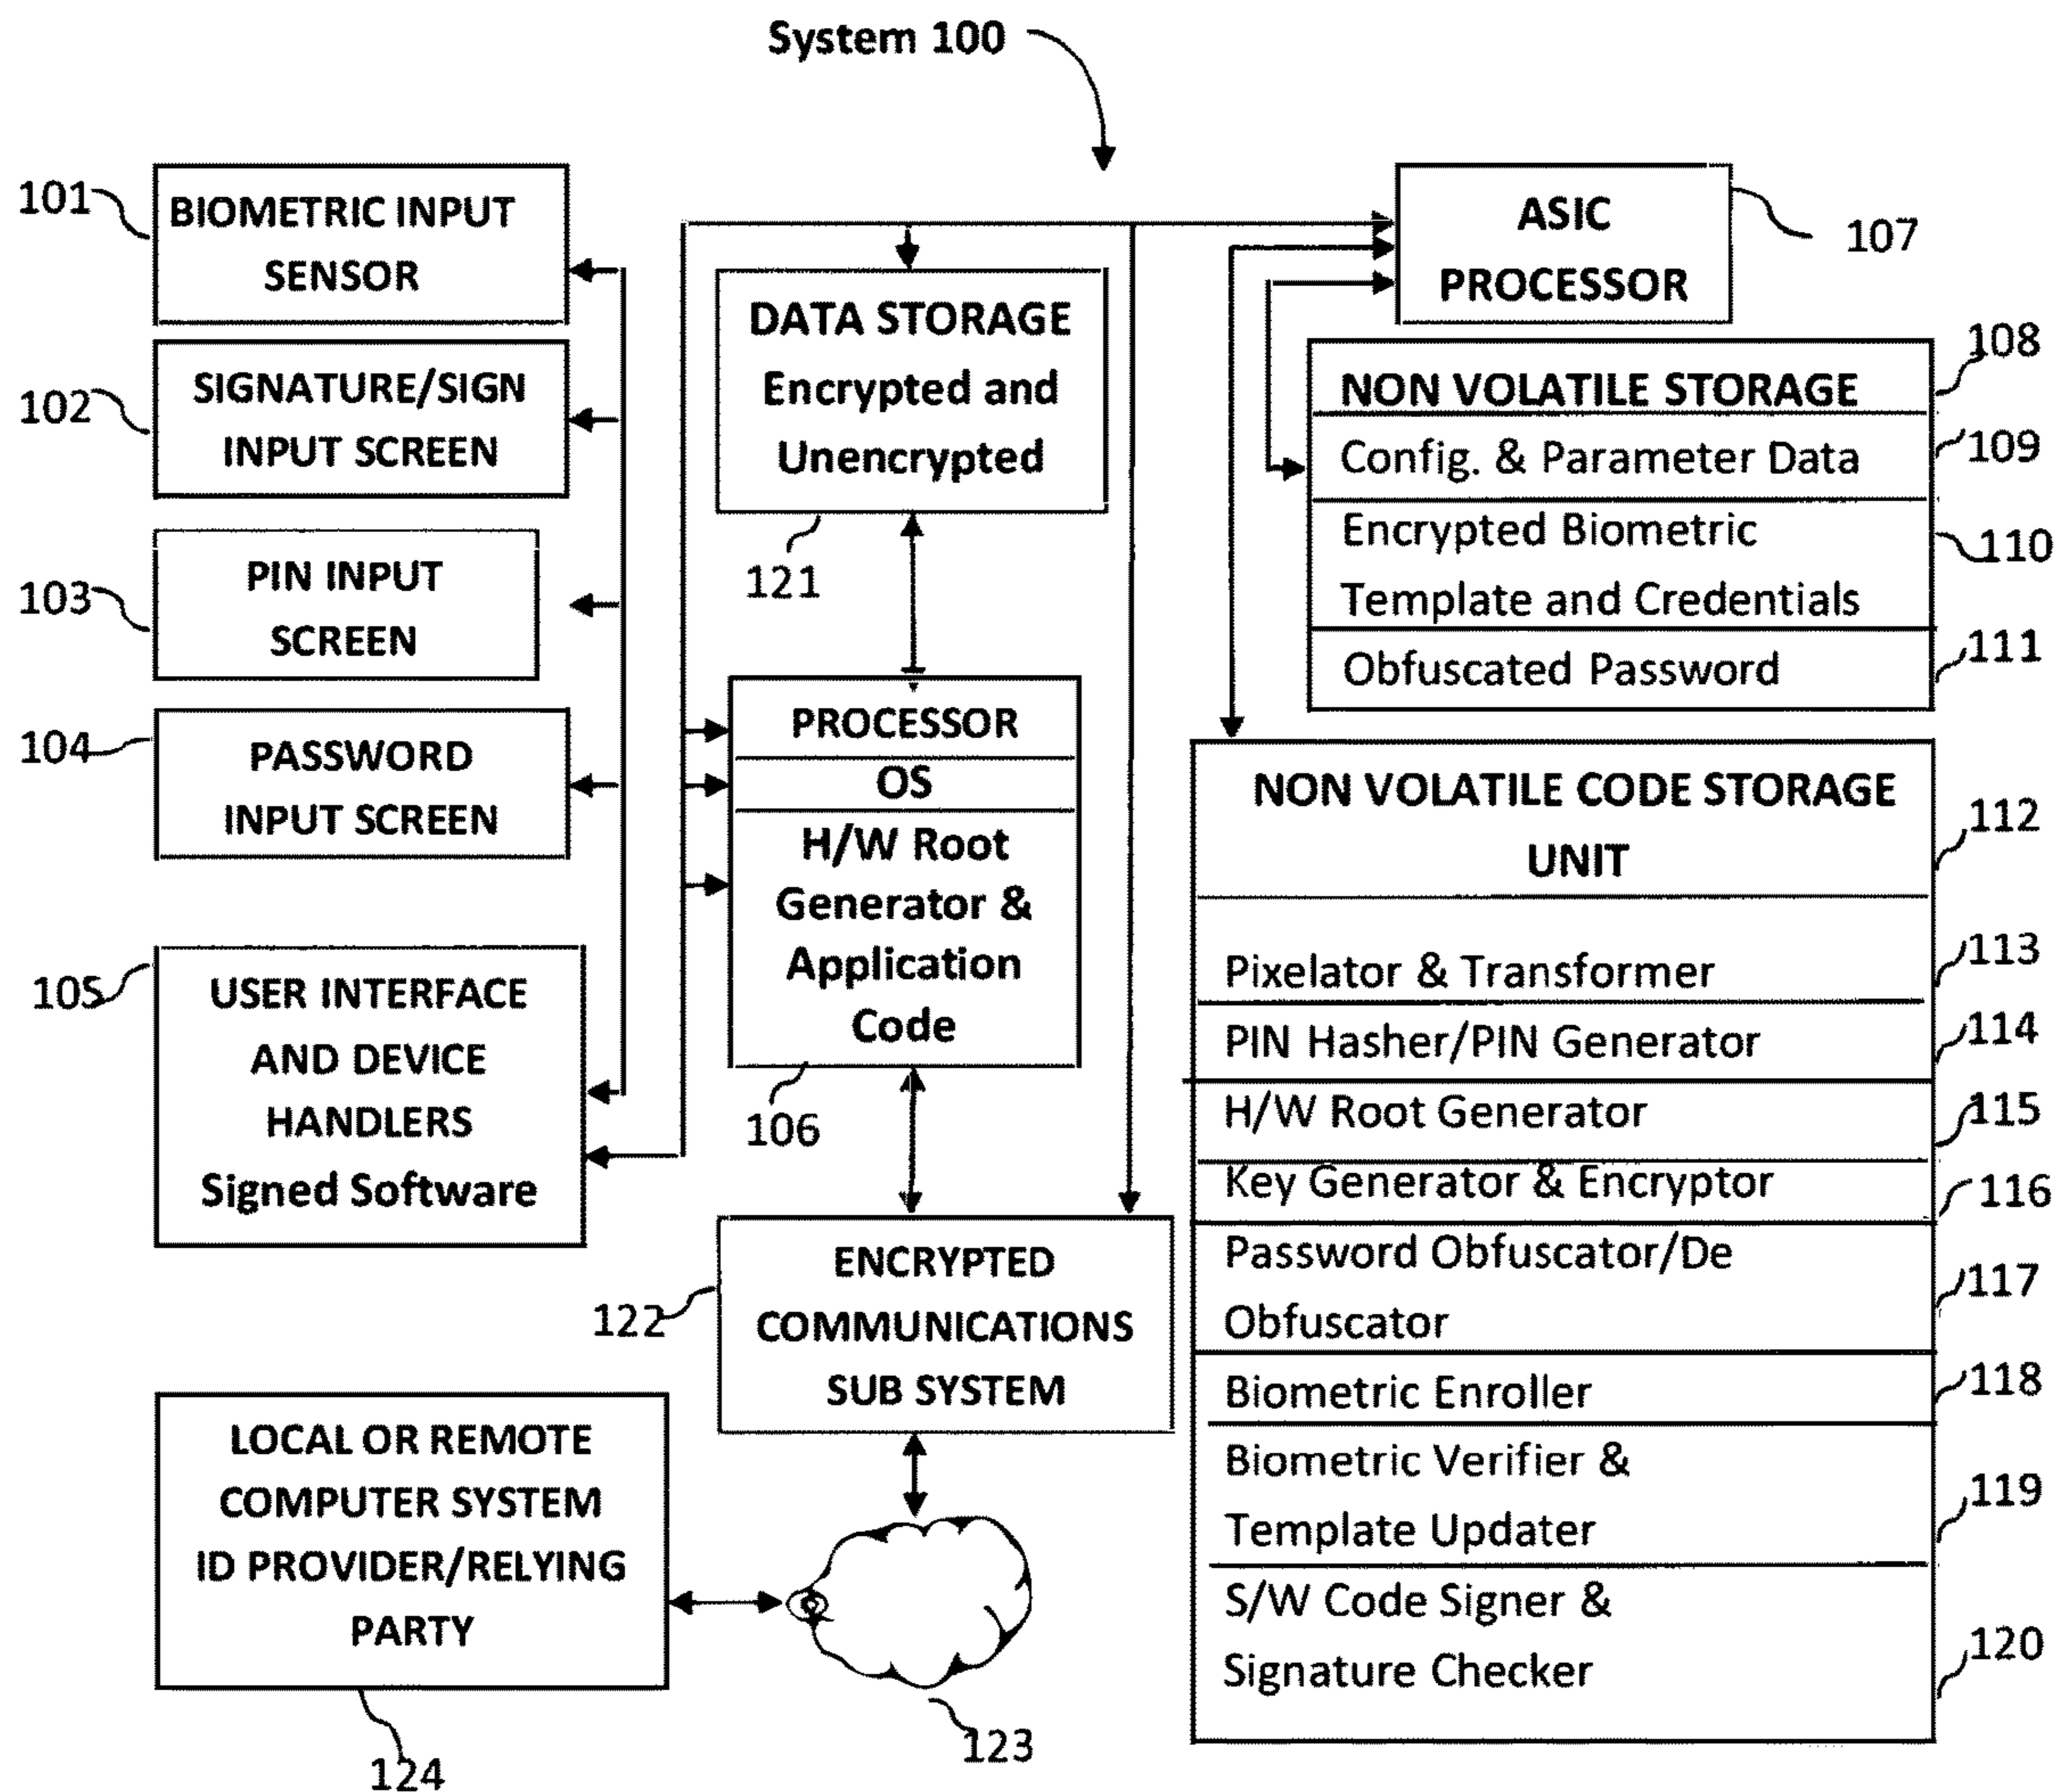 System 100
101
BIOMETRIC INPUT
SENSOR
102
SIGNATURE/SIGN
INPUT SCREEN
103
PIN INPUT
SCREEN
104
PASSWORD
INPUT SCREEN
105
USER INTERFACE
AND DEVICE
HANDLERS
Signed Software
DATA STORAGE
Encrypted and
Unencrypted
121
PROCESSOR
OS
H/W Root
Generator &
Application
Code
106
ENCRYPTED
COMMUNICATIONS
SUB SYSTEM
122
LOCAL OR REMOTE
COMPUTER SYSTEM
ID PROVIDER/RELYING
PARTY
124
123
ASIC
PROCESSOR
107
NON VOLATILE STORAGE
108
Config. & Parameter Data
109
Encrypted Biometric
Template and Credentials
110
Obfuscated Password
111
NON VOLATILE CODE STORAGE
UNIT
112
Pixelator & Transformer
113
PIN Hasher/PIN Generator
114
H/W Root Generator
115
Key Generator & Encryptor
116
Password Obfuscator/De
Obfuscator
117
Biometric Enroller
118
Biometric Verifier &
Template Updater
119
S/W Code Signer &
Signature Checker
120